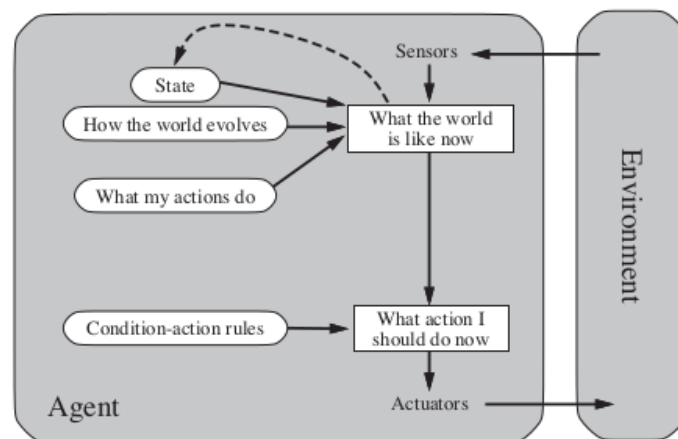 Sensors
State
How the world evolves
What the world
is like now
What my actions do
Condition-action rules
What action I
should do now
Agent
Actuators
Environment